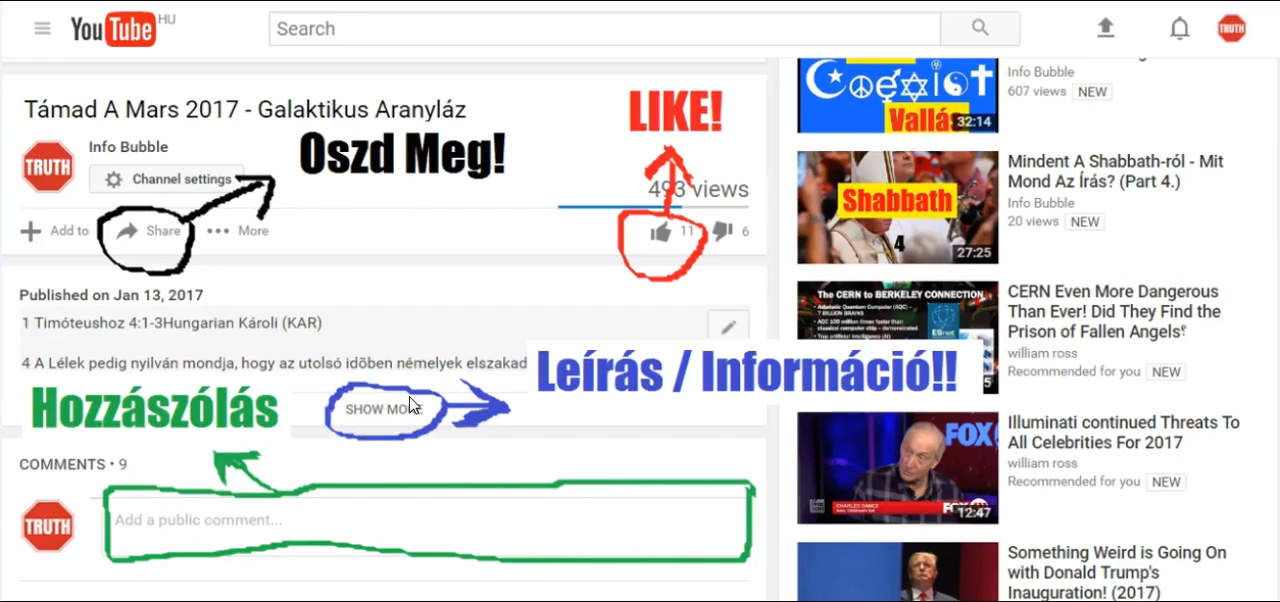 YouTube HU
Search
TRUTH
Támad A Mars 2017 - Galaktikus Aranyláz
LIKE!
TRUTH
Info Bubble
Oszd Meg!
Channel settings
493 views
Add to
Share
More
11
6
Published on Jan 13, 2017
1 Timóteushoz 4:1-3Hungarian Károli (KAR)
4 A Lélek pedig nyilván mondja, hogy az utolsó idõben némelyek elszakad
Leírás / Információ!!
Hozzászólás
SHOW MORE
COMMENTS • 9
TRUTH
Add a public comment...
Coexist
Vallás
32:14
Info Bubble
607 views NEW
Shabbath
4
27:25
Mindent A Shabbath-ról - Mit
Mond Az Írás? (Part 4.)
Info Bubble
20 views NEW
The CERN to BERKELEY CONNECTION
ESnet
CERN Even More Dangerous
Than Ever! Did They Find the
Prison of Fallen Angels‽
william ross
Recommended for you NEW
FOX
CHARLES DANCE
12:47
Illuminati continued Threats To
All Celebrities For 2017
william ross
Recommended for you NEW
Something Weird is Going On
with Donald Trump's
Inauguration! (2017)